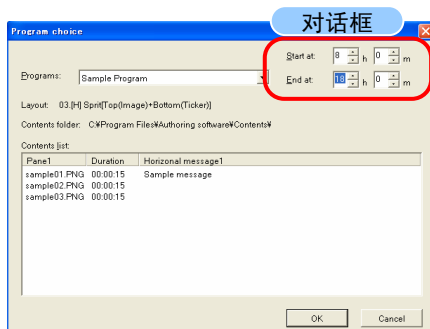 对话框
Program choice
Start at: 8 h 0 m
Programs: Sample Program End at: 18 h 0 m
Layout: 03.[H] Sprit[Top(Image)+Bottom(Ticker)]
Contents folder: C:¥Program Files¥Authoring software¥Contents¥
Contents list:
Pane1 Duration Horizonal message1
sample01.PNG 00:00:15 Sample message
sample02.PNG 00:00:15
sample03.PNG 00:00:15
OK Cancel